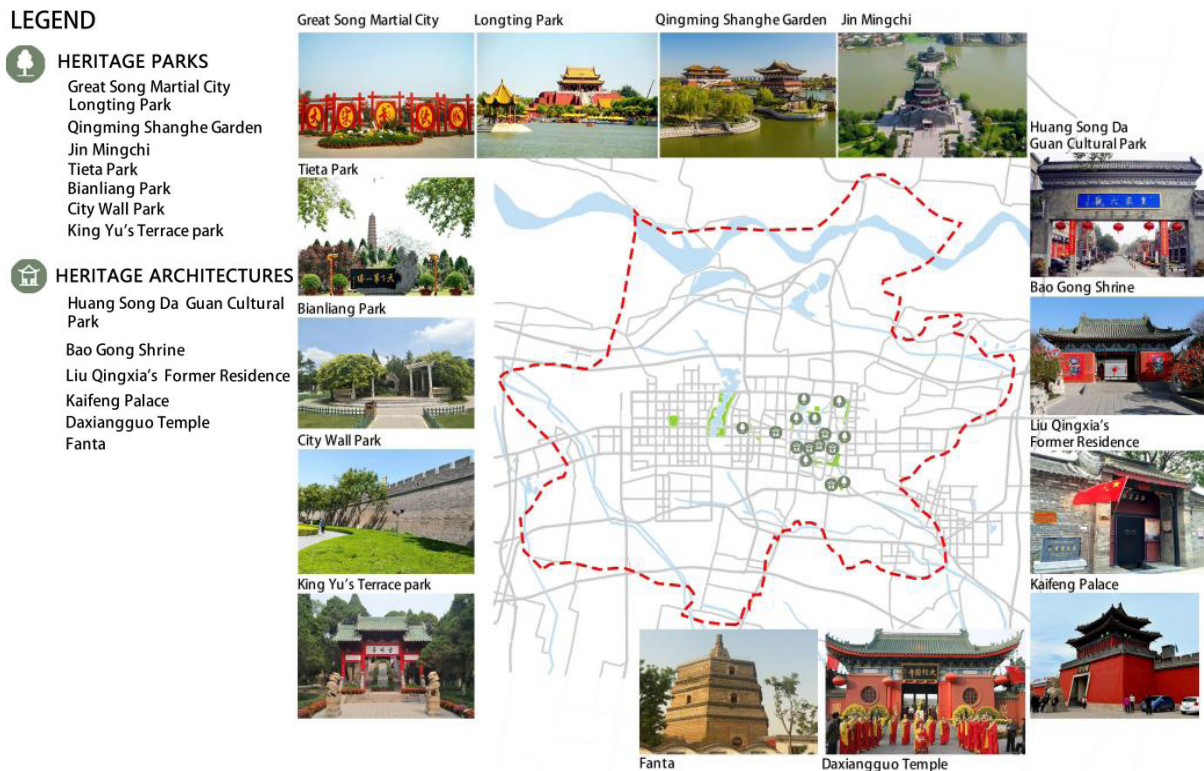 LEGEND
HERITAGE PARKS
Great Song Martial City
Longting Park
Qingming Shanghe Garden
Jin Mingchi
Tieta Park
Bianliang Park
City Wall Park
King Yu's Terrace park
HERITAGE ARCHITECTURES
Huang Song Da Guan Cultural
Park
Bao Gong Shrine
Liu Qingxia's Former Residence
Kaifeng Palace
Daxiangguo Temple
Fanta
Great Song Martial City
Longting Park
Qingming Shanghe Garden
Jin Mingchi
Tieta Park
Bianliang Park
City Wall Park
King Yu's Terrace park
Huang Song Da
Guan Cultural Park
Bao Gong Shrine
Liu Qingxia's
Former Residence
Kaifeng Palace
Fanta
Daxiangguo Temple